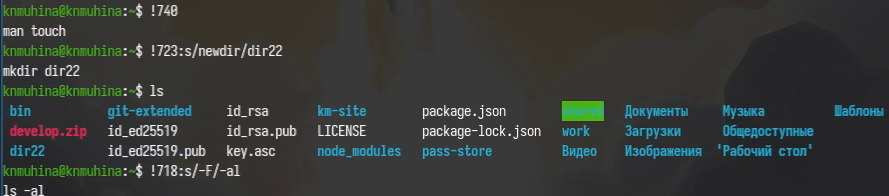 knmuhina@knmuhina:~$ !740
man touch
knmuhina@knmuhina:~$ !723:s/newdir/dir22
mkdir dir22
knmuhina@knmuhina:~$ ls
bin git-extended id_rsa km-site package.json Документы Музыка Шаблоны
develop.zip id_ed25519 id_rsa.pub LICENSE package-lock.json work Загрузки Общедоступные
dir22 id_ed25519.pub key.asc node_modules pass-store Видео Изображения 'Рабочий стол'
knmuhina@knmuhina:~$ !718:s/-F/-al
ls -al